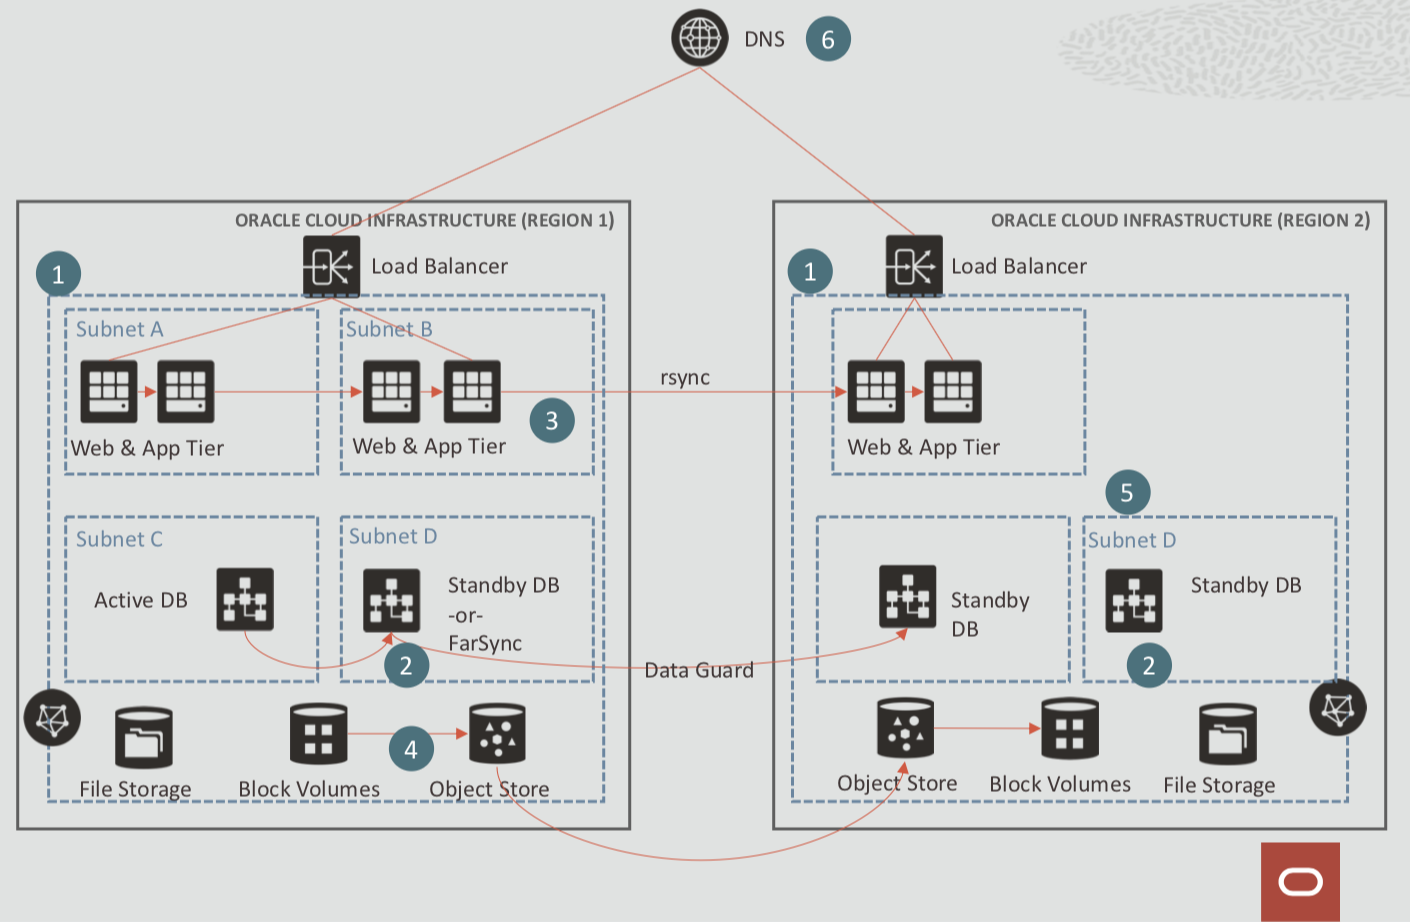 DNS
6
ORACLE CLOUD INFRASTRUCTURE (REGION 1)
1
Load Balancer
Subnet A
Subnet B
Web & App Tier
Web & App Tier
3
rsync
Subnet C
Subnet D
Active DB
Standby DB
-or-
FarSync
2
Data Guard
4
File Storage
Block Volumes
Object Store
ORACLE CLOUD INFRASTRUCTURE (REGION 2)
1
Load Balancer
Web & App Tier
5
Subnet D
Standby
DB
Standby DB
2
Object Store
Block Volumes
File Storage